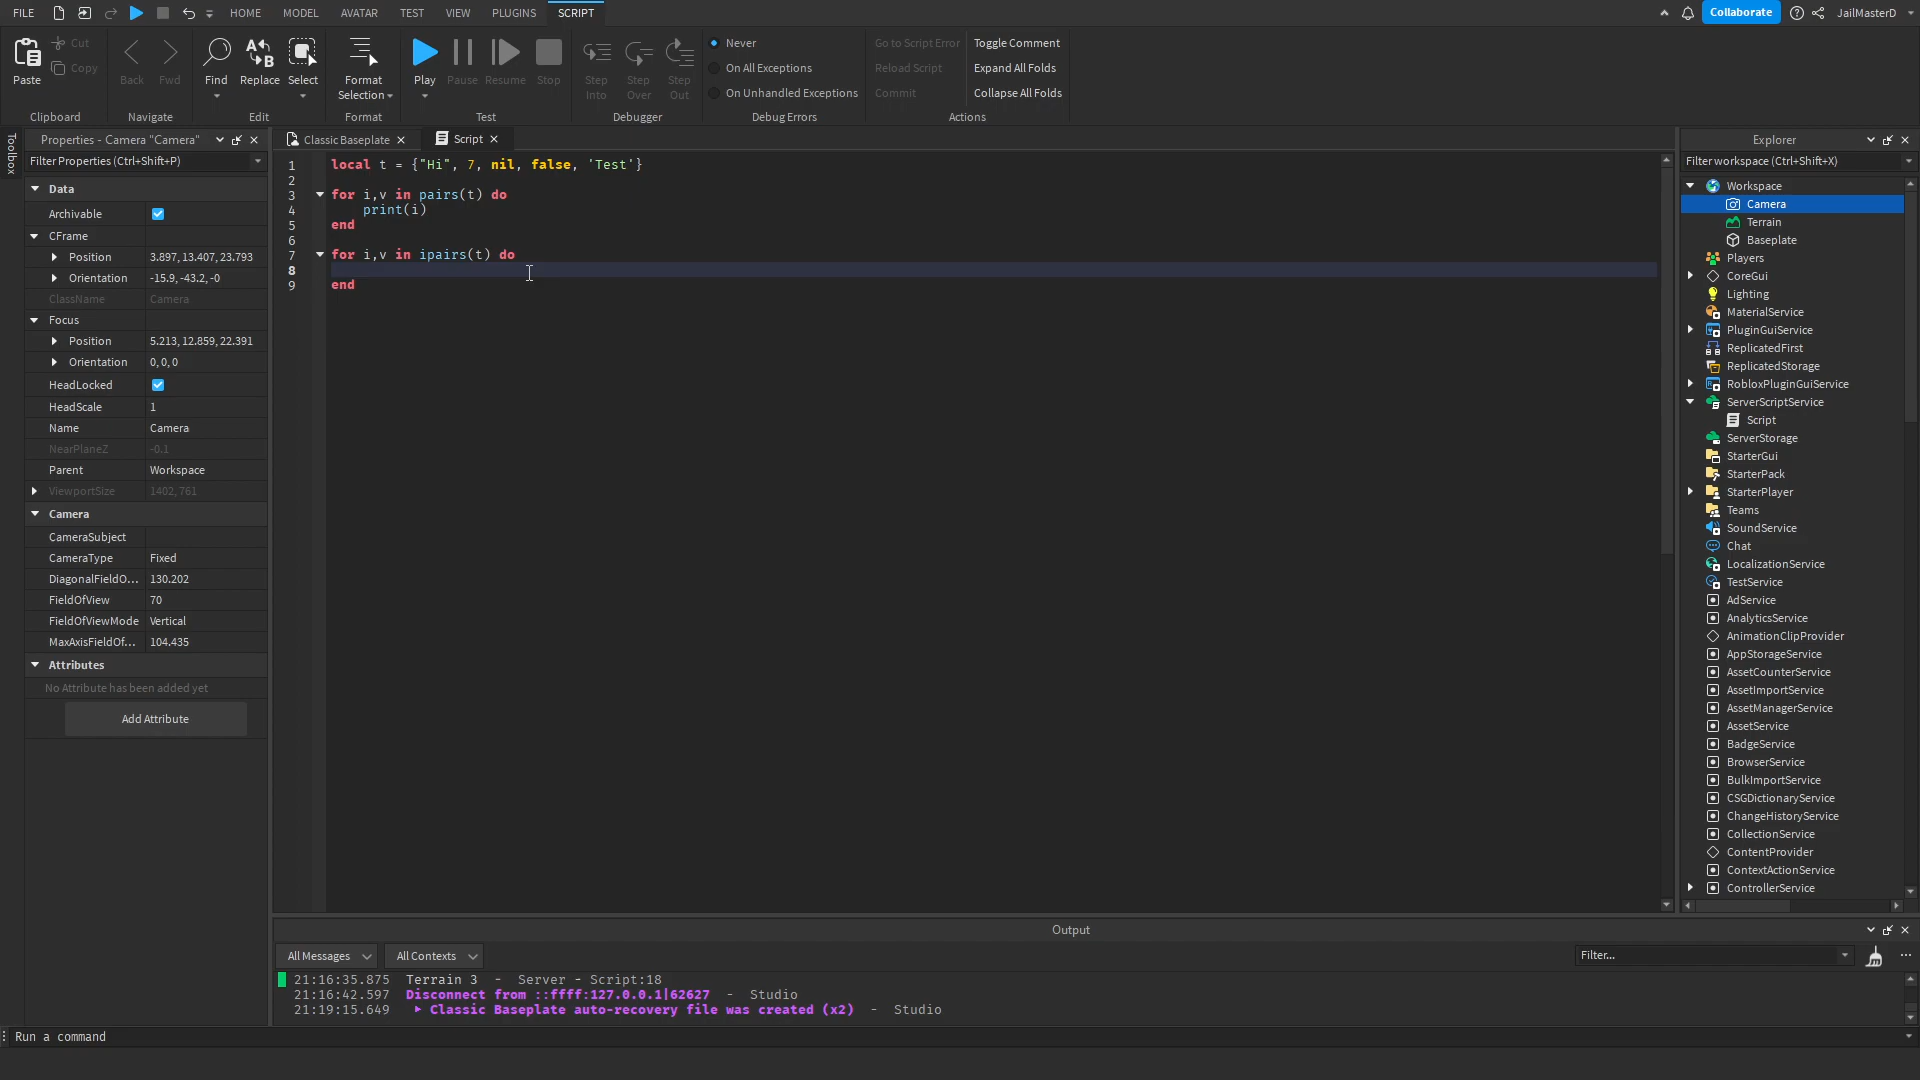 FILE HOME MODEL AVATAR TEST VIEW PLUGINS SCRIPT Collaborate JailMasterD
Paste Cut Copy Back Fwd Find Replace Select Format Selection Play Pause Resume Stop Step Into Step Over Step Out
Never Go to Script Error Toggle Comment
On All Exceptions Reload Script Expand All Folds
On Unhandled Exceptions Commit Collapse All Folds
Clipboard Navigate Edit Format Test Debugger Debug Errors Actions
Toolbox
Properties - Camera "Camera"
Filter Properties (Ctrl+Shift+P)
Data
Archivable
CFrame
Position 3.897, 13.407, 23.793
Orientation -15.9, -43.2, -0
ClassName Camera
Focus
Position 5.213, 12.859, 22.391
Orientation 0, 0, 0
HeadLocked
HeadScale 1
Name Camera
NearPlaneZ -0.1
Parent Workspace
ViewportSize 1402, 761
Camera
CameraSubject
CameraType Fixed
DiagonalFieldO... 130.202
FieldOfView 70
FieldOfViewMode Vertical
MaxAxisFieldOf... 104.435
Attributes
No Attribute has been added yet
Add Attribute
Classic Baseplate Script
1 local t = {"Hi", 7, nil, false, 'Test'}
2
3 for i,v in pairs(t) do
4 print(i)
5 end
6
7 for i,v in ipairs(t) do
8
9 end
Explorer
Filter workspace (Ctrl+Shift+X)
Workspace
Camera
Terrain
Baseplate
Players
CoreGui
Lighting
MaterialService
PluginGuiService
ReplicatedFirst
ReplicatedStorage
RobloxPluginGuiService
ServerScriptService
Script
ServerStorage
StarterGui
StarterPack
StarterPlayer
Teams
SoundService
Chat
LocalizationService
TestService
AdService
AnalyticsService
AnimationClipProvider
AppStorageService
AssetCounterService
AssetImportService
AssetManagerService
AssetService
BadgeService
BrowserService
BulkImportService
CSGDictionaryService
ChangeHistoryService
CollectionService
ContentProvider
ContextActionService
ControllerService
Output
All Messages All Contexts Filter...
21:16:35.875 Terrain 3 - Server - Script:18
21:16:42.597 Disconnect from ::ffff:127.0.0.1|62627 - Studio
21:19:15.649 Classic Baseplate auto-recovery file was created (x2) - Studio
Run a command